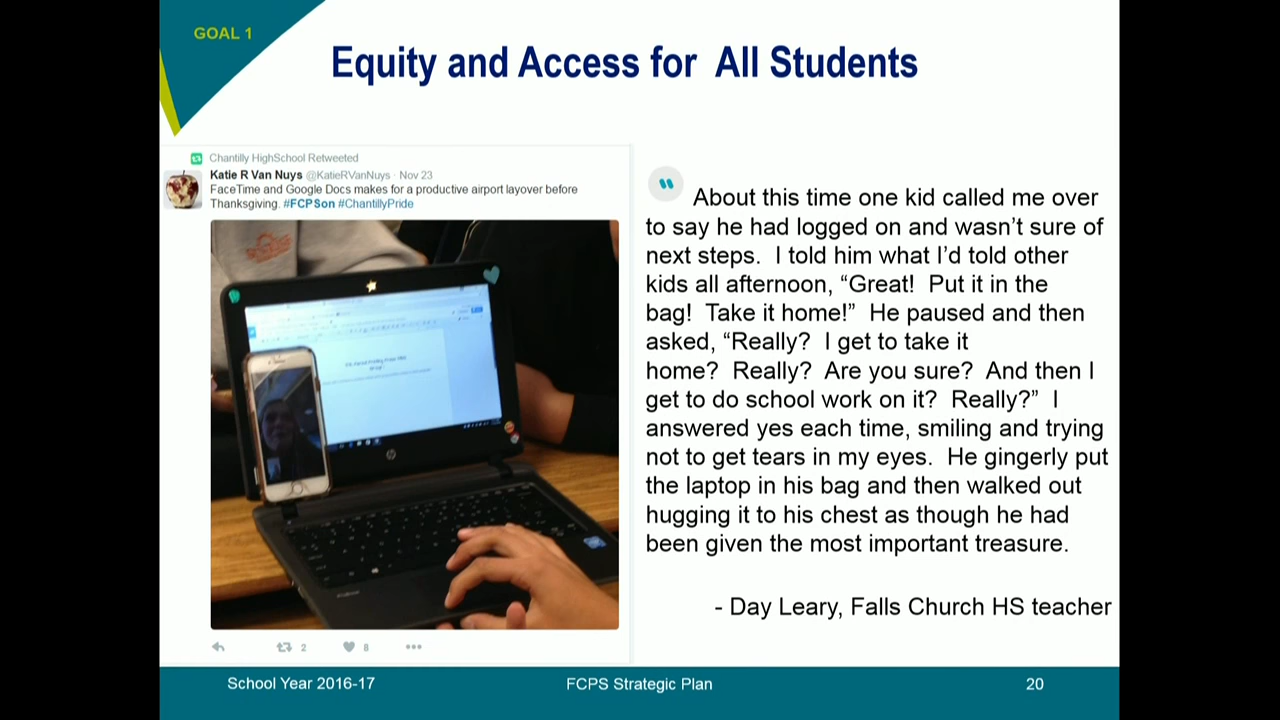 GOAL 1
Equity and Access for All Students
Chantilly HighSchool Retweeted
Katie R Van Nuys @KatieRVanNuys · Nov 23
FaceTime and Google Docs makes for a productive airport layover before
Thanksgiving. #FCPSon #ChantillyPride
2 8
“ About this time one kid called me over
to say he had logged on and wasn’t sure of
next steps. I told him what I’d told other
kids all afternoon, “Great! Put it in the
bag! Take it home!” He paused and then
asked, “Really? I get to take it
home? Really? Are you sure? And then I
get to do school work on it? Really?” I
answered yes each time, smiling and trying
not to get tears in my eyes. He gingerly put
the laptop in his bag and then walked out
hugging it to his chest as though he had
been given the most important treasure.
- Day Leary, Falls Church HS teacher
School Year 2016-17
FCPS Strategic Plan
20